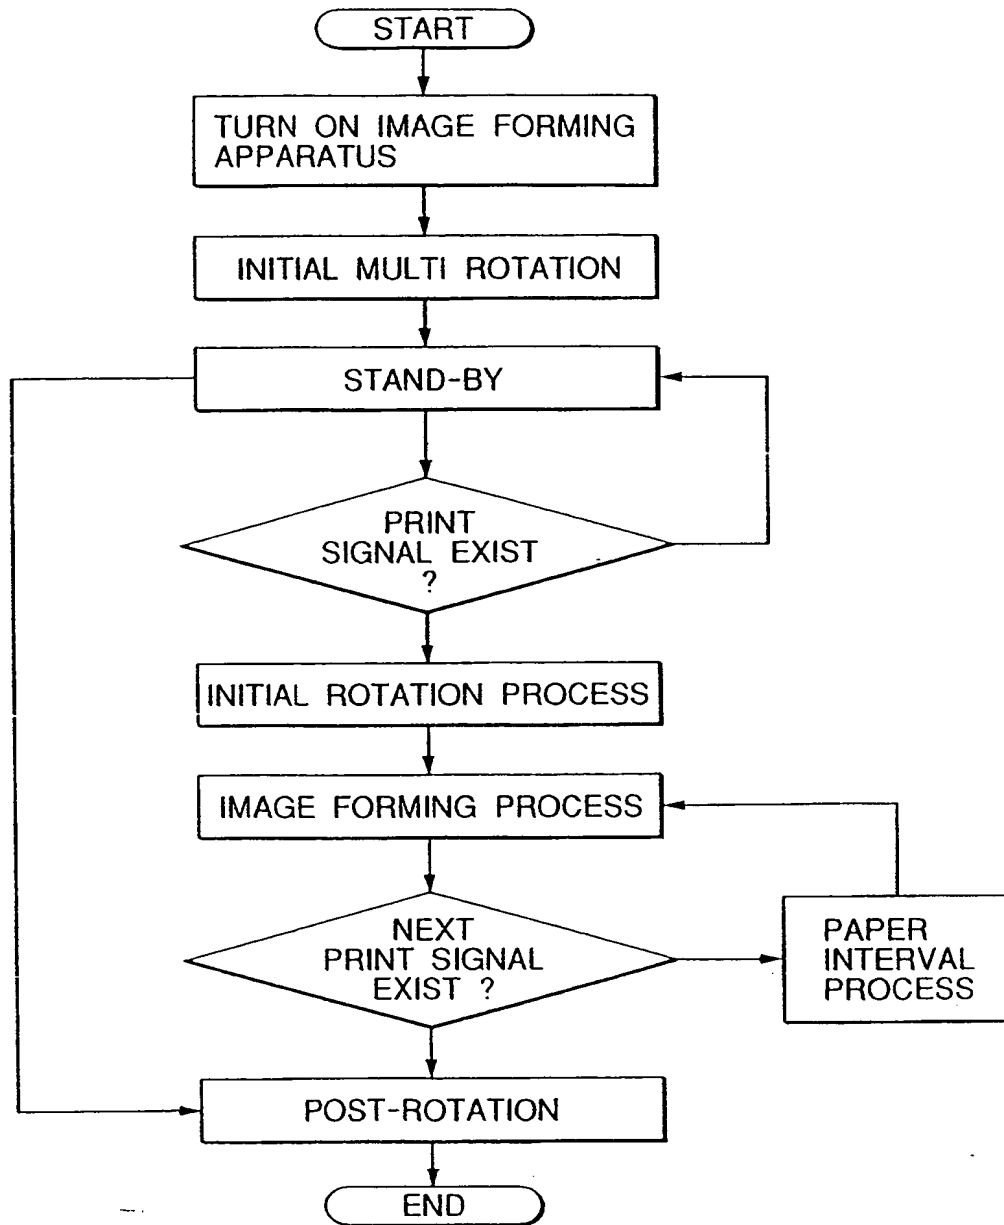 START
TURN ON IMAGE FORMING
APPARATUS
INITIAL MULTI ROTATION
STAND-BY
PRINT
SIGNAL EXIST
?
INITIAL ROTATION PROCESS
IMAGE FORMING PROCESS
NEXT
PRINT SIGNAL
EXIST ?
PAPER
INTERVAL
PROCESS
POST-ROTATION
END